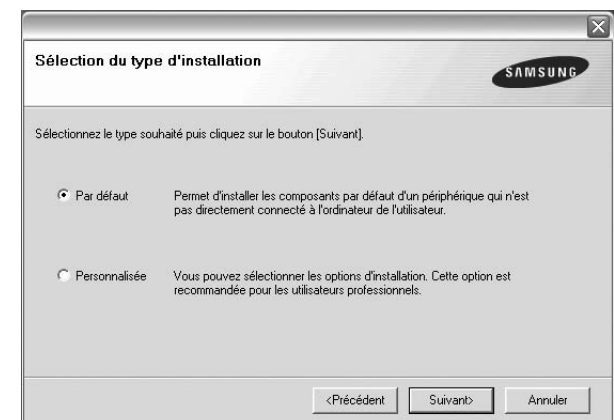 Sélection du type d'installation
SAMSUNG
Sélectionnez le type souhaité puis cliquez sur le bouton [Suivant].
Par défaut
Permet d'installer les composants par défaut d'un périphérique qui n'est
pas directement connecté à l'ordinateur de l'utilisateur.
Personnalisée
Vous pouvez sélectionner les options d'installation. Cette option est
recommandée pour les utilisateurs professionnels.
<Précédent
Suivant>
Annuler